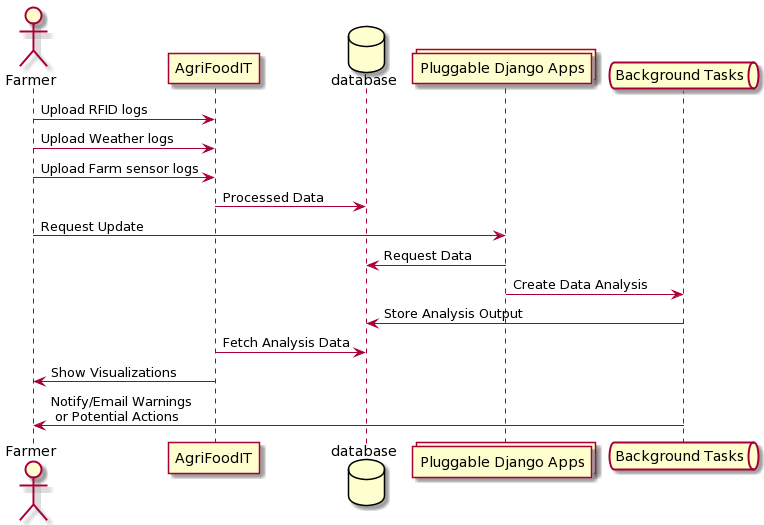 Farmer
AgriFoodIT
database
Pluggable Django Apps
Background Tasks
Upload RFID logs
Upload Weather logs
Upload Farm sensor logs
Processed Data
Request Update
Request Data
Create Data Analysis
Store Analysis Output
Fetch Analysis Data
Show Visualizations
Notify/Email Warnings
or Potential Actions
Farmer
AgriFoodIT
database
Pluggable Django Apps
Background Tasks